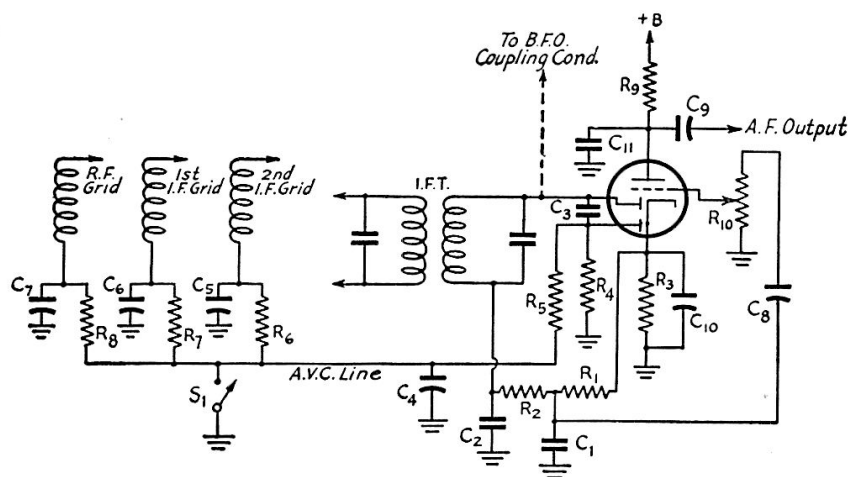 +B
To B.F.O.
Coupling Cond.
R9
C9
A.F. Output
C11
R.F.
Grid
1st
I.F. Grid
2nd
I.F. Grid
I.F.T.
C3
R10
C7
C6
C5
R8
R7
R6
R5
R4
R3
C10
C8
A.V.C. Line
S1
C4
R2
R1
C2
C1